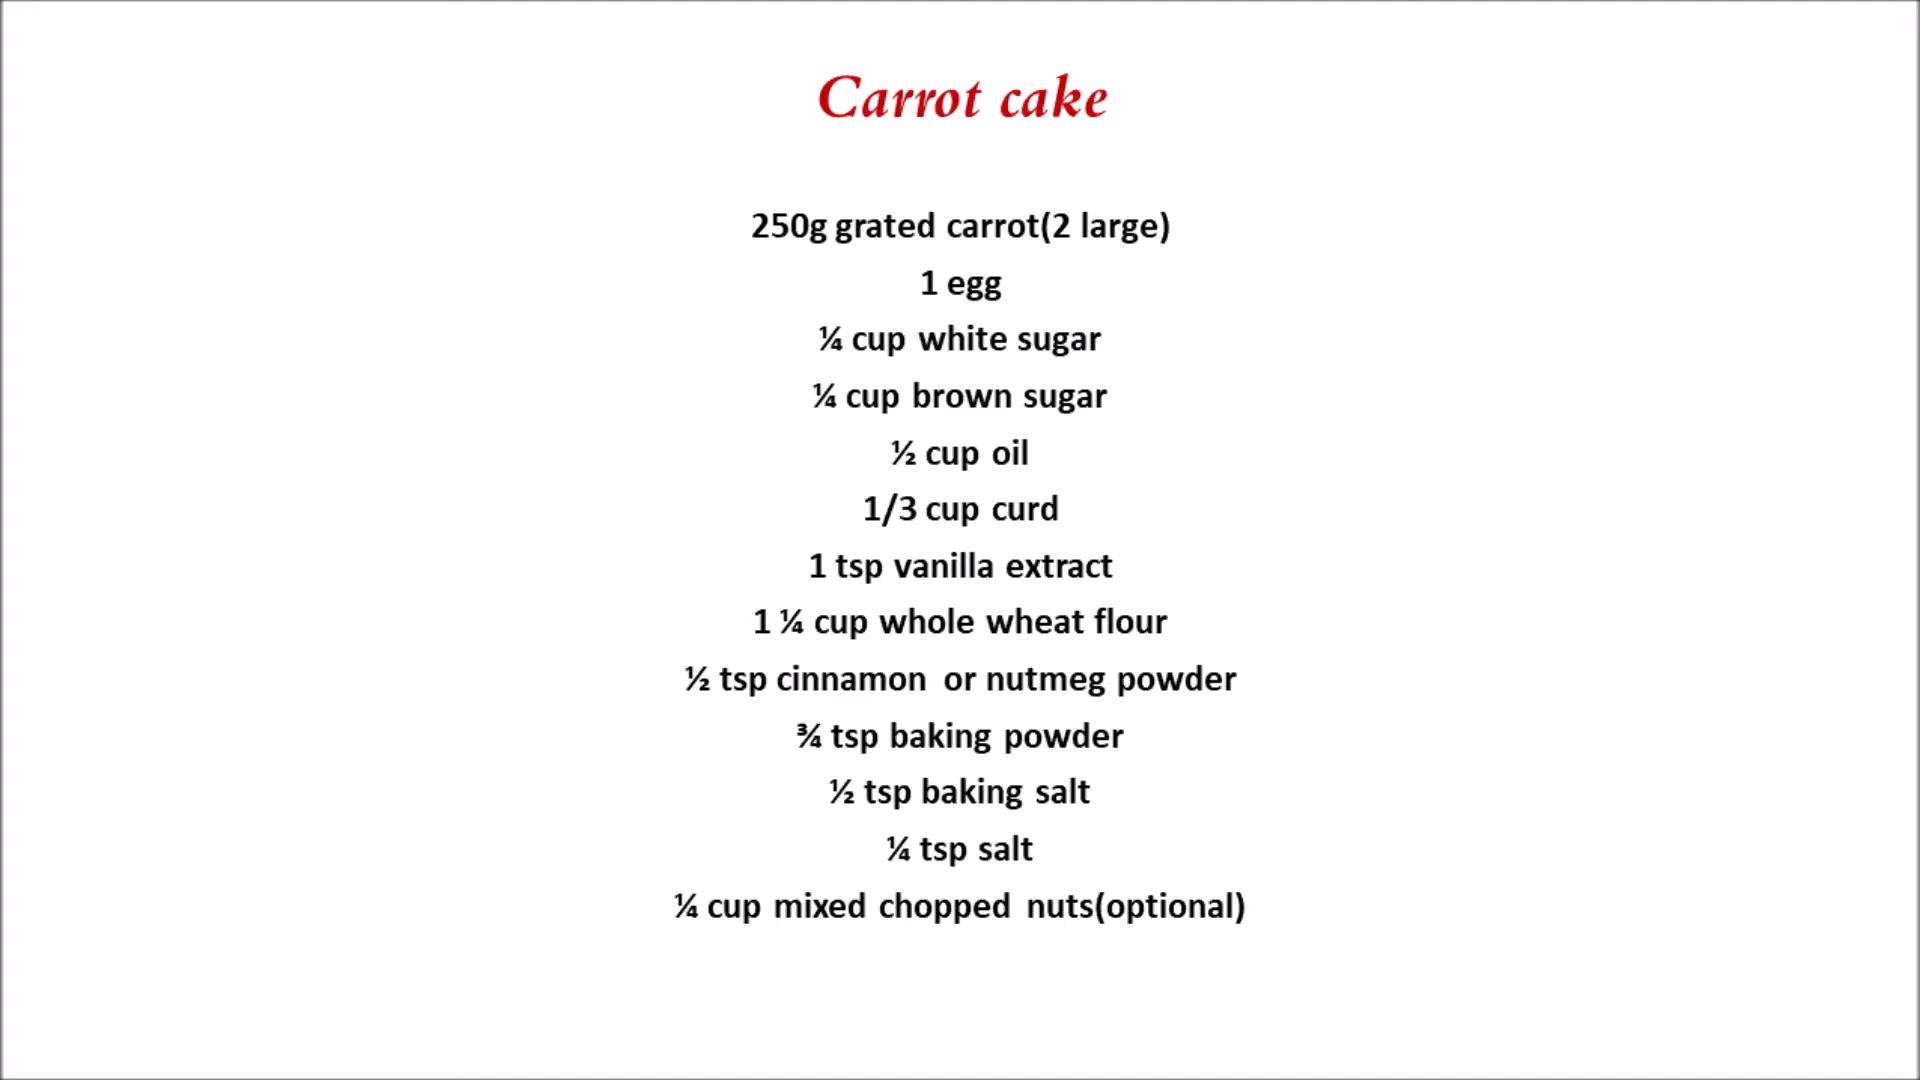 Carrot cake
250g grated carrot(2 large)
1 egg
¼ cup white sugar
¼ cup brown sugar
½ cup oil
1/3 cup curd
1 tsp vanilla extract
1 ¼ cup whole wheat flour
½ tsp cinnamon or nutmeg powder
¾ tsp baking powder
½ tsp baking salt
¼ tsp salt
¼ cup mixed chopped nuts(optional)